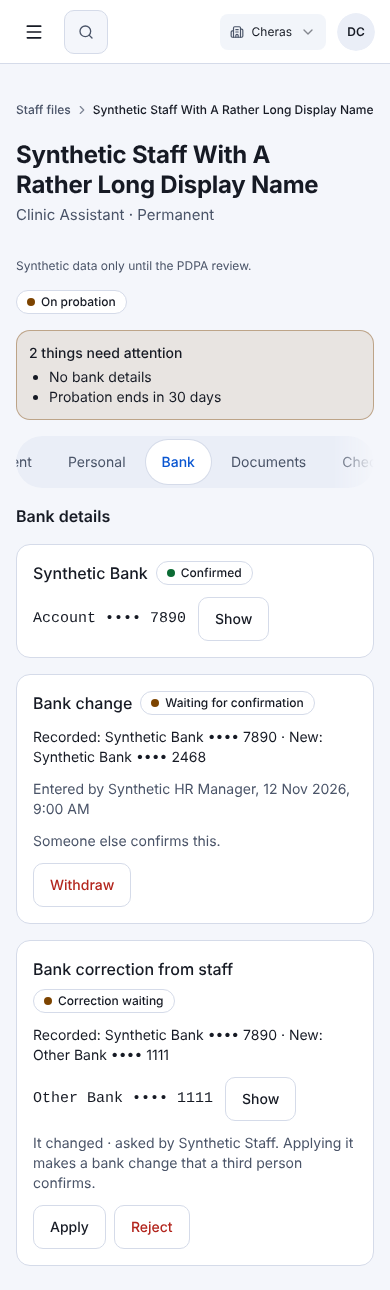 Cheras
DC
Staff files
Synthetic Staff With A Rather Long Display Name
Synthetic Staff With A
Rather Long Display Name
Clinic Assistant · Permanent
Synthetic data only until the PDPA review.
On probation
2 things need attention
• No bank details
• Probation ends in 30 days
Personal
Bank
Documents
Bank details
Synthetic Bank
Confirmed
Account •••• 7890
Show
Bank change
Waiting for confirmation
Recorded: Synthetic Bank •••• 7890 · New:
Synthetic Bank •••• 2468
Entered by Synthetic HR Manager, 12 Nov 2026,
9:00 AM
Someone else confirms this.
Withdraw
Bank correction from staff
Correction waiting
Recorded: Synthetic Bank •••• 7890 · New:
Other Bank •••• 1111
Other Bank •••• 1111
Show
It changed · asked by Synthetic Staff. Applying it
makes a bank change that a third person
confirms.
Apply
Reject